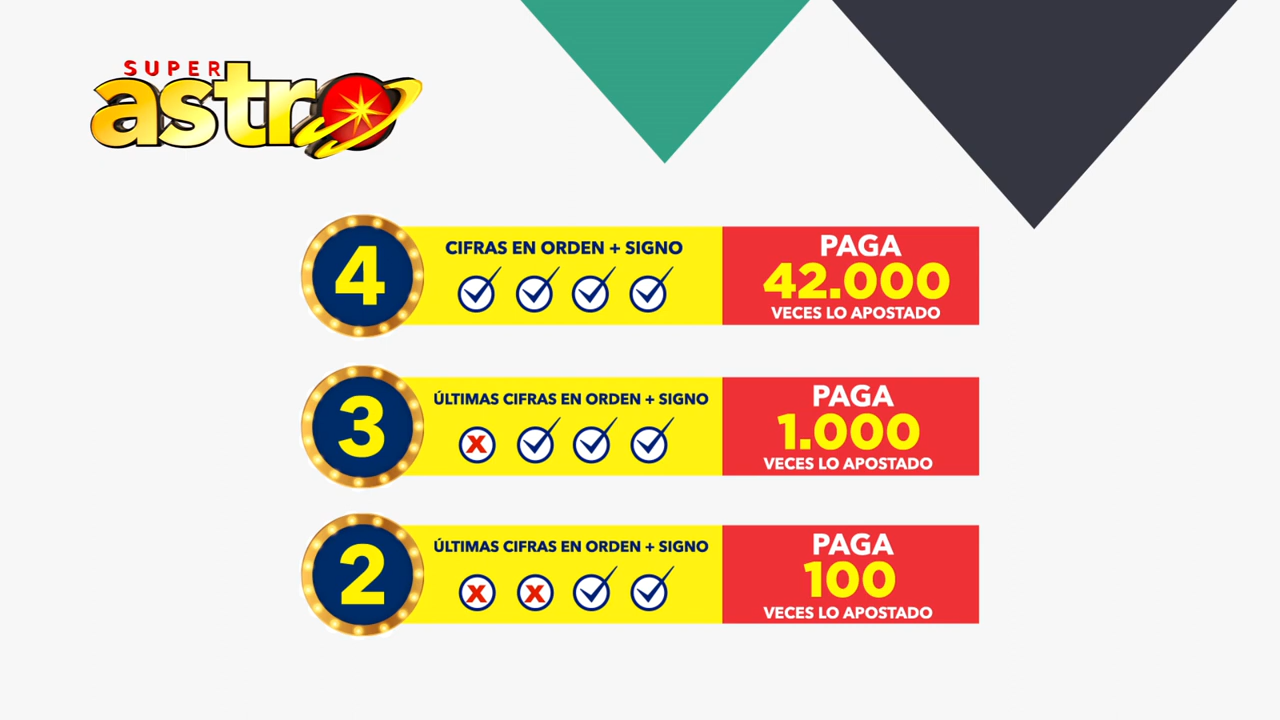 SUPER
astro
4
CIFRAS EN ORDEN + SIGNO
PAGA
42.000
VECES LO APOSTADO
3
ÚLTIMAS CIFRAS EN ORDEN + SIGNO
X
PAGA
1.000
VECES LO APOSTADO
2
ÚLTIMAS CIFRAS EN ORDEN + SIGNO
X X
PAGA
100
VECES LO APOSTADO